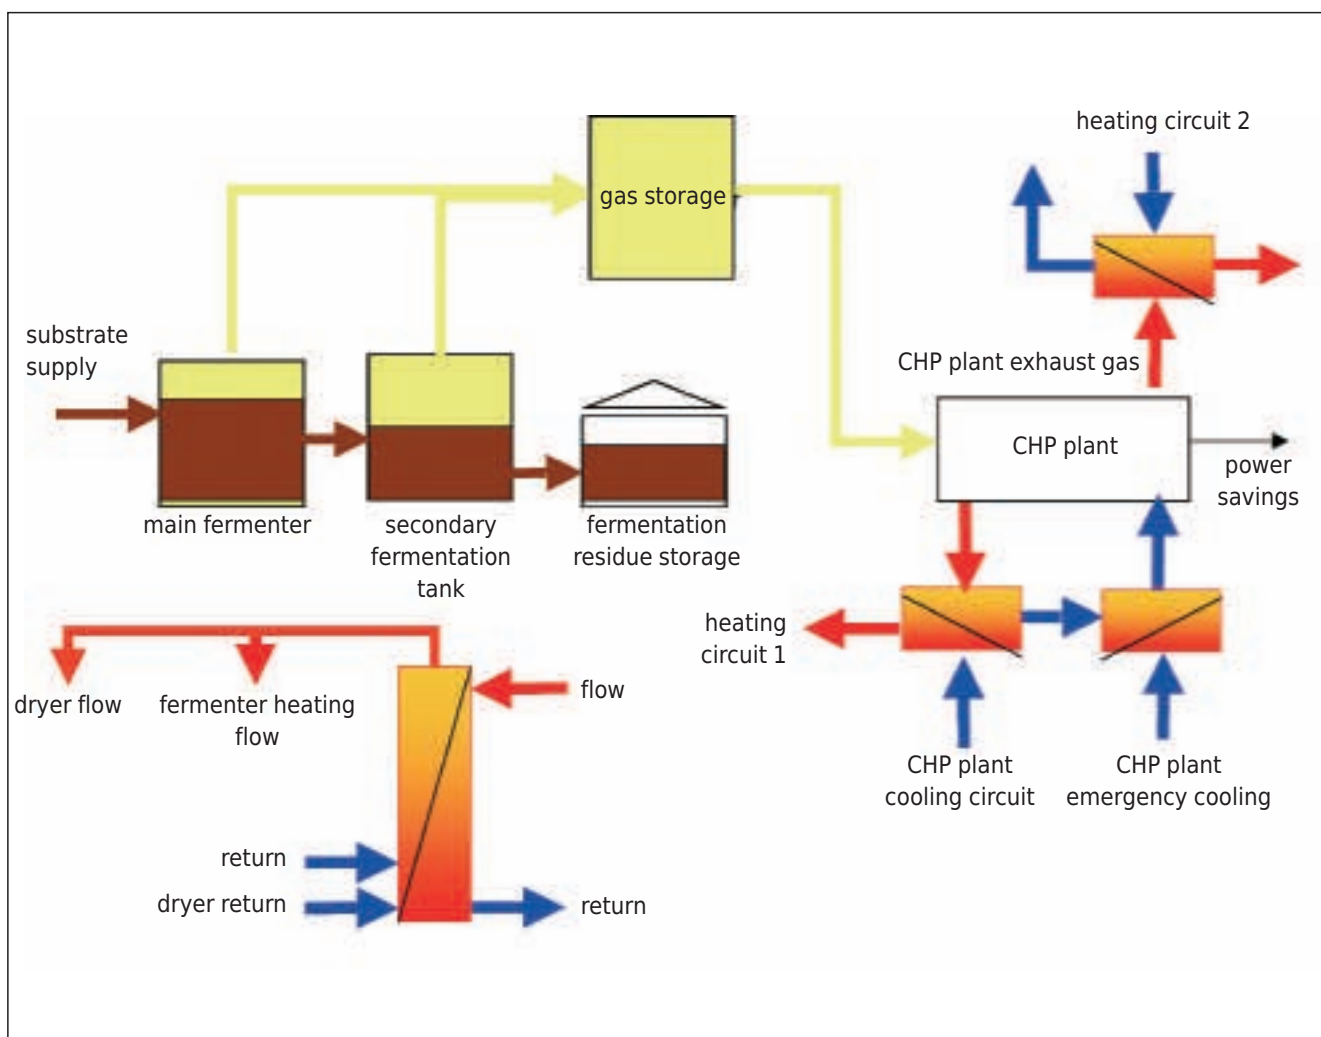 heating circuit 2
gas storage
substrate
supply
CHP plant exhaust gas
CHP plant
power
savings
main fermenter
secondary
fermentation
tank
fermentation
residue storage
heating
circuit 1
dryer flow
fermenter heating
flow
flow
CHP plant
cooling circuit
CHP plant
emergency cooling
return
dryer return
return